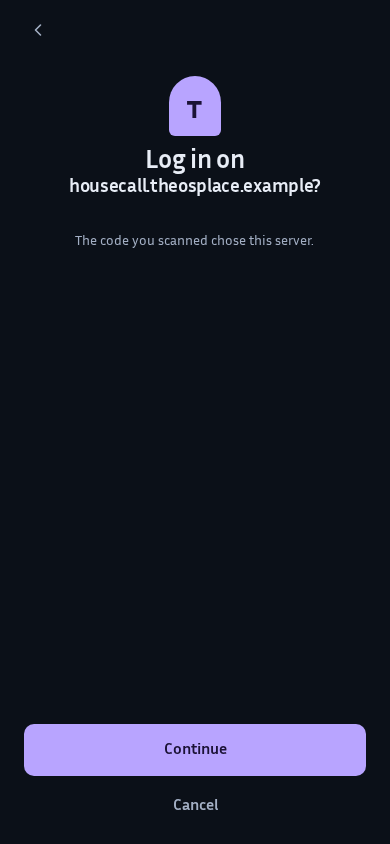 T
Log in on
housecall.theosplace.example?
The code you scanned chose this server.
Continue
Cancel